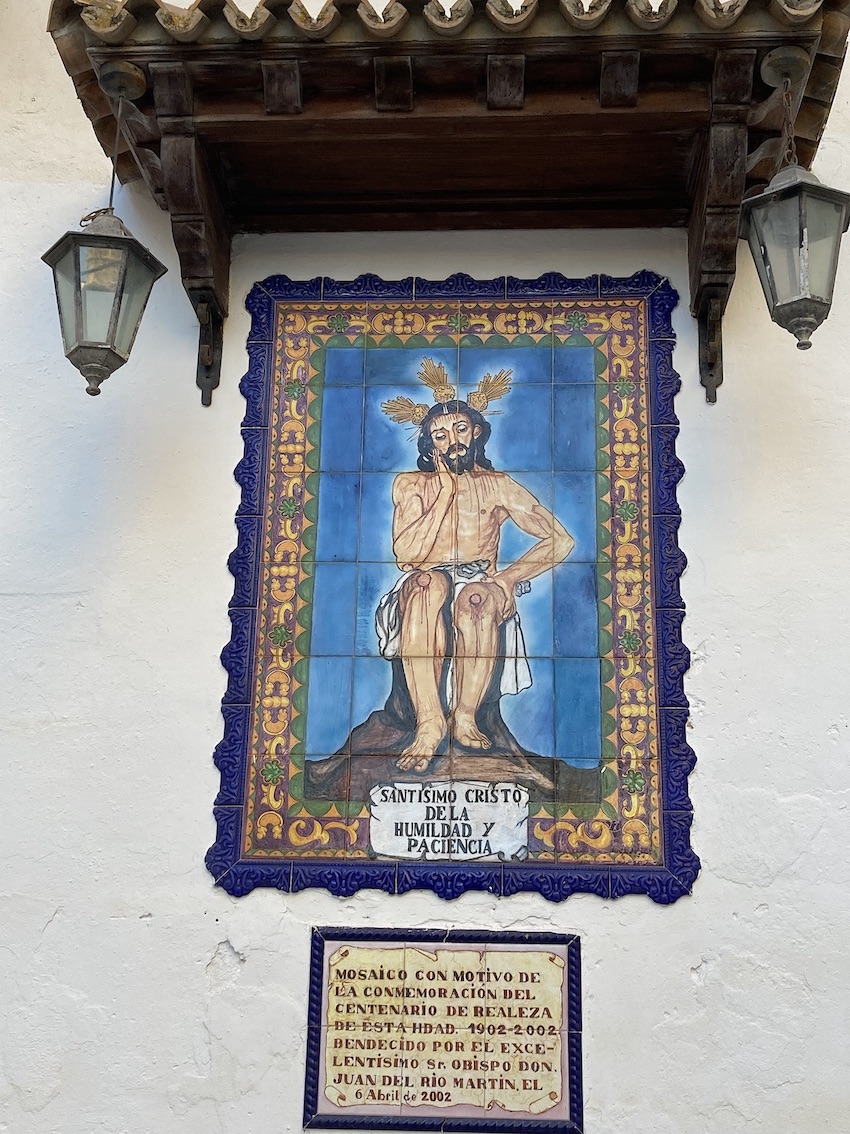 SANTÍSIMO CRISTO
DE LA
HUMILDAD Y
PACIENCIA
MOSAICO CON MOTIVO DE
LA CONMEMORACIÓN DEL
CENTENARIO DE REALEZA
DE ESTA HDAD. 1902-2002
BENDECIDO POR EL EXCE-
LENTÍSIMO Sr. OBISPO DON.
JUAN DEL RÍO MARTÍN, EL
6 Abril de 2002